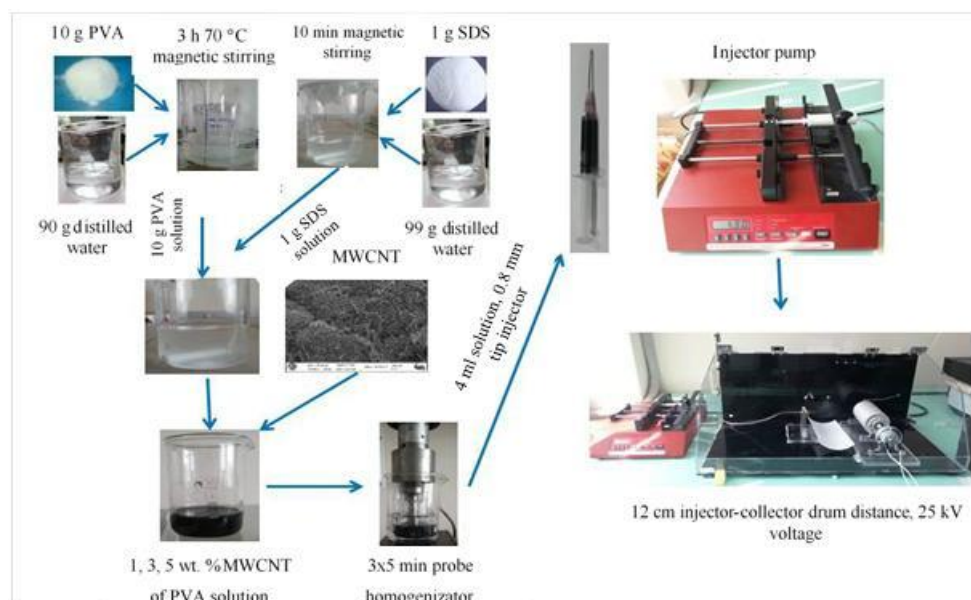 10 g PVA
3 h 70 °C
magnetic stirring
10 min magnetic
stirring
1 g SDS
Injector pump
90 g distilled
water
10 g PVA
solution
1 g SDS
solution
99 g distilled
water
MWCNT
4 ml solution, 0.8 mm
tip injector
1, 3, 5 wt. % MWCNT
of PVA solution
3x5 min probe
homogenizator
12 cm injector-collector drum distance, 25 kV
voltage